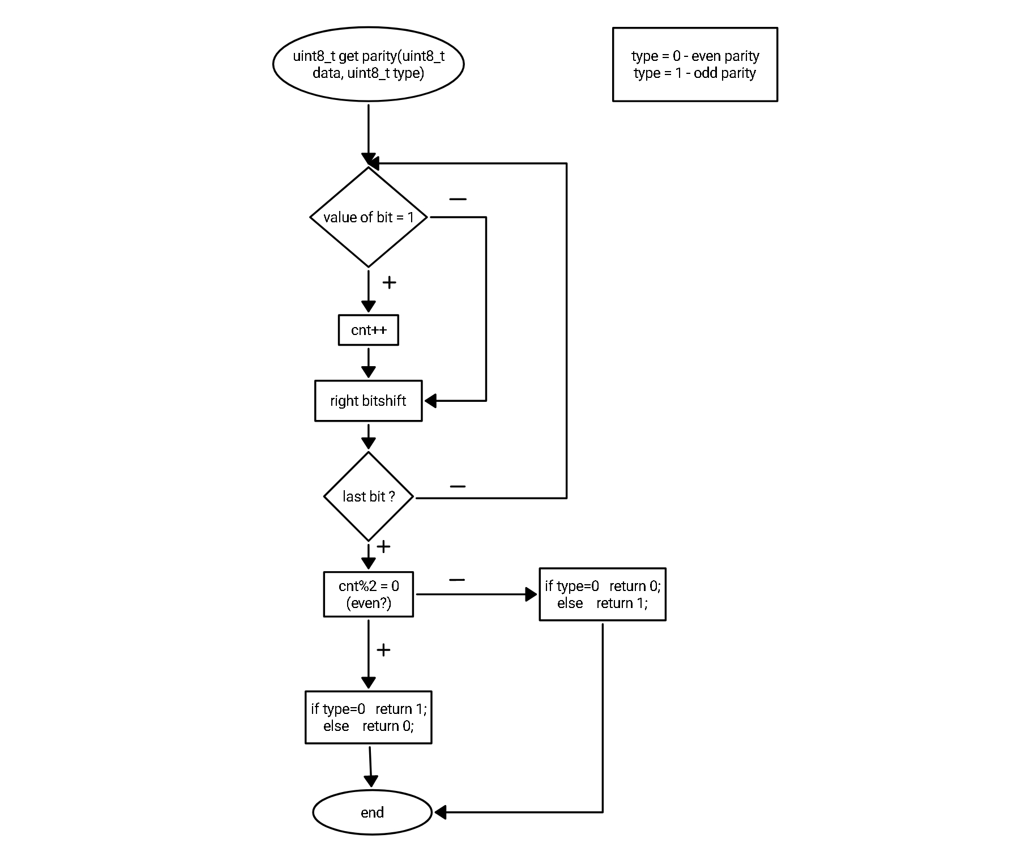 uint8_t get parity(uint8_t
data, uint8_t type)
type = 0 - even parity
type = 1 - odd parity
value of bit = 1
—
+
cnt++
right bitshift
last bit ?
—
+
cnt%2 = 0
(even?)
—
if type=0   return 0;
else    return 1;
+
if type=0   return 1;
else    return 0;
end